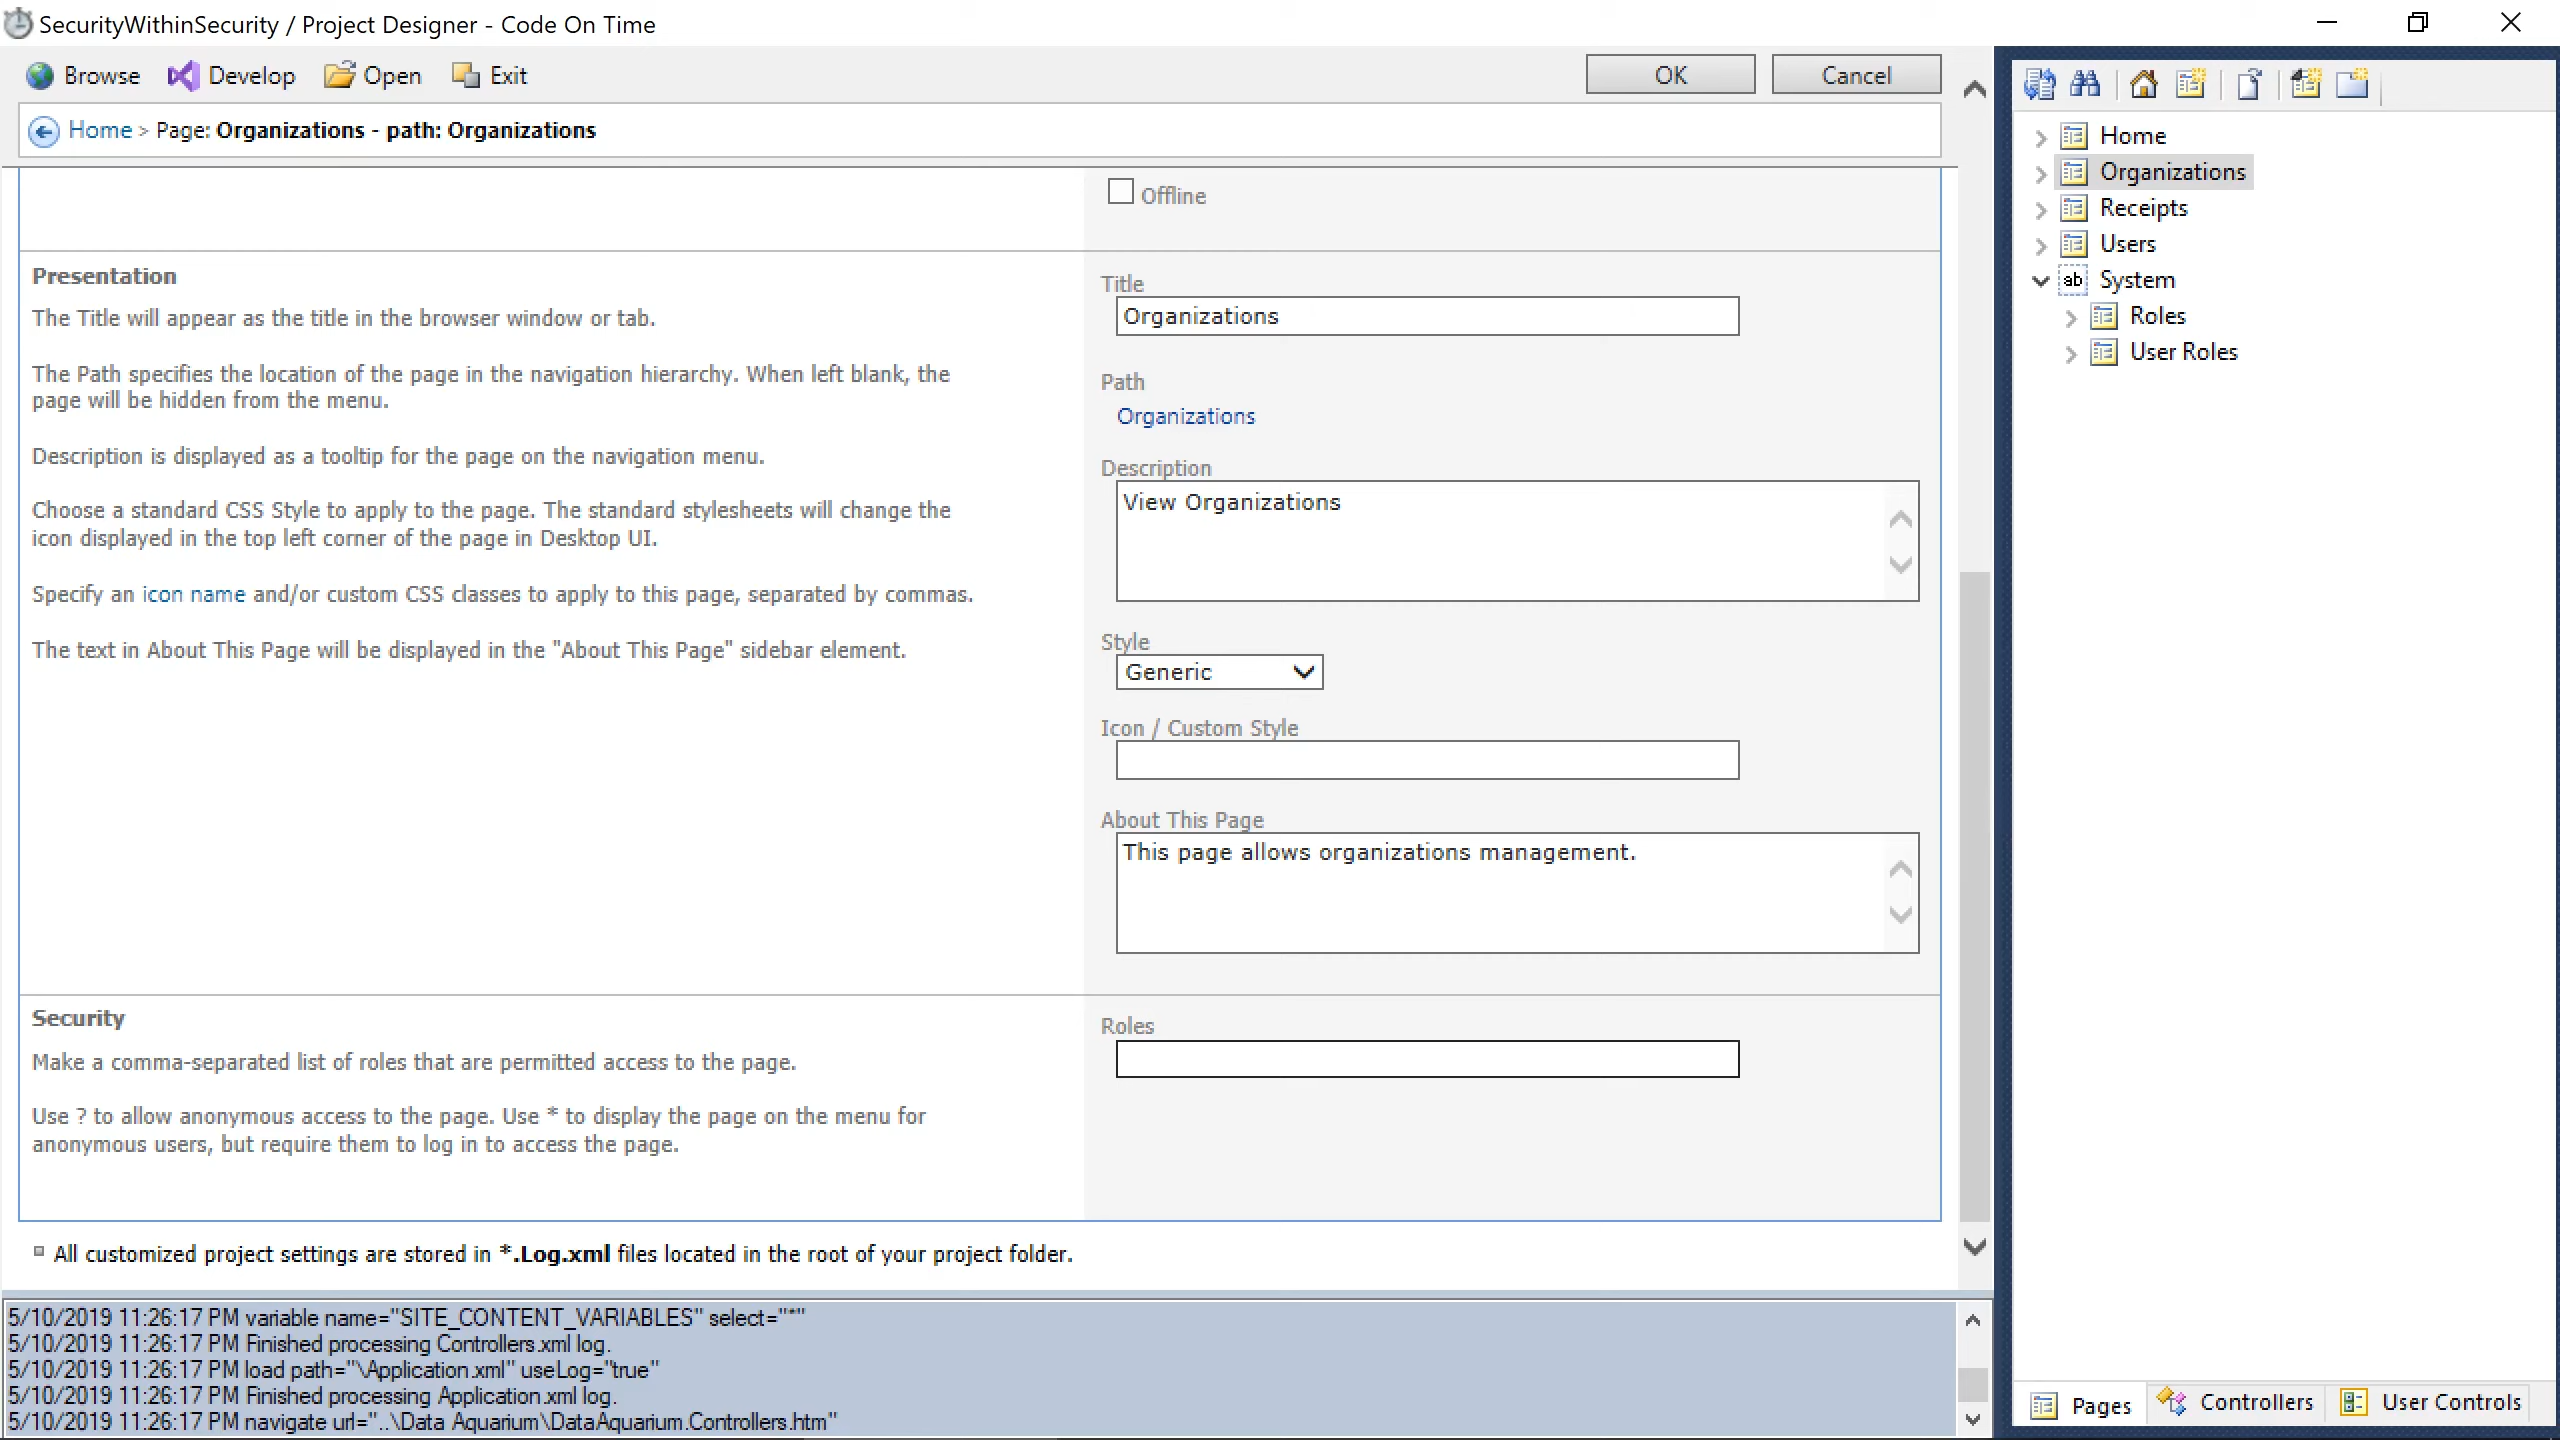 SecurityWithinSecurity / Project Designer - Code On Time
Browse Develop Open Exit OK Cancel
Home > Page: Organizations - path: Organizations
Offline
Presentation
The Title will appear as the title in the browser window or tab.
The Path specifies the location of the page in the navigation hierarchy. When left blank, the
page will be hidden from the menu.
Description is displayed as a tooltip for the page on the navigation menu.
Choose a standard CSS Style to apply to the page. The standard stylesheets will change the
icon displayed in the top left corner of the page in Desktop UI.
Specify an icon name and/or custom CSS classes to apply to this page, separated by commas.
The text in About This Page will be displayed in the "About This Page" sidebar element.
Title
Organizations
Path
Organizations
Description
View Organizations
Style
Generic
Icon / Custom Style
About This Page
This page allows organizations management.
Security
Make a comma-separated list of roles that are permitted access to the page.
Use ? to allow anonymous access to the page. Use * to display the page on the menu for
anonymous users, but require them to log in to access the page.
Roles
All customized project settings are stored in *.Log.xml files located in the root of your project folder.
5/10/2019 11:26:17 PM variable name="SITE_CONTENT_VARIABLES" select="*"
5/10/2019 11:26:17 PM Finished processing Controllers.xml log.
5/10/2019 11:26:17 PM load path="\Application.xml" useLog="true"
5/10/2019 11:26:17 PM Finished processing Application.xml log.
5/10/2019 11:26:17 PM navigate url="..\Data Aquarium\DataAquarium.Controllers.htm"
Home
Organizations
Receipts
Users
ab System
Roles
User Roles
Pages Controllers User Controls